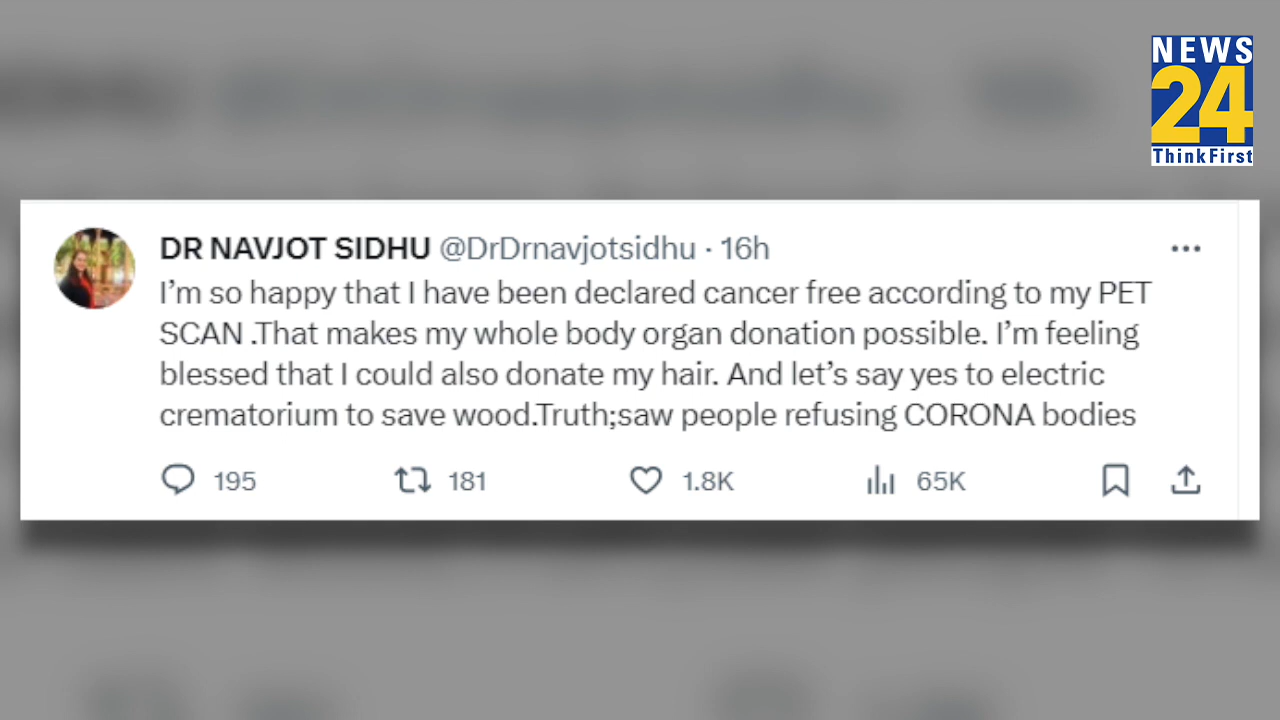 NEWS
24
ThinkFirst
DR NAVJOT SIDHU @DrDrnavjotsidhu · 16h
I’m so happy that I have been declared cancer free according to my PET
SCAN .That makes my whole body organ donation possible. I’m feeling
blessed that I could also donate my hair. And let’s say yes to electric
crematorium to save wood.Truth;saw people refusing CORONA bodies
195 181 1.8K 65K